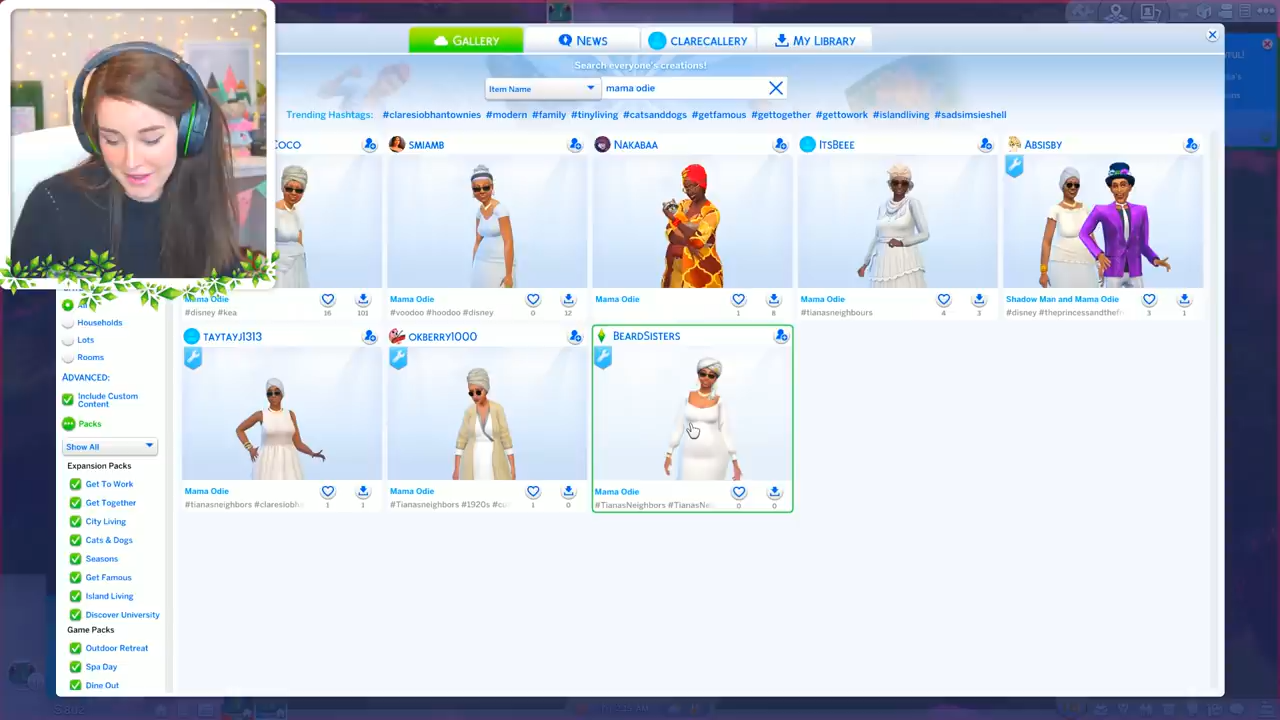 GALLERY
NEWS
CLARECALLERY
MY LIBRARY
Search everyone's creations!
Item Name
mama odie
Trending Hashtags: #claresiobhantownies #modern #family #tinyliving #catsanddogs #getfamous #gettogether #gettowork #islandliving #sadsimsieshell
COCO
SMIAMB
NAKABAA
ITSBEEE
ABSISBY
Mama Odie
#disney #kea
16
101
Mama Odie
#voodoo #hoodoo #disney
0
12
Mama Odie
1
8
Mama Odie
#tiananeighbours
4
3
Shadow Man and Mama Odie
#disney #theprincessandthefr
3
1
TAYTAYJ1313
OKBERRY1000
BEARDSISTERS
Mama Odie
#tianasneighbors #claresiobha
1
1
Mama Odie
#Tianasneighbors #1920s #cu
1
0
Mama Odie
#TianasNeighbors #TianasNei
0
0
Households
Lots
Rooms
ADVANCED:
Include Custom
Content
Packs
Show All
Expansion Packs
Get To Work
Get Together
City Living
Cats & Dogs
Seasons
Get Famous
Island Living
Discover University
Game Packs
Outdoor Retreat
Spa Day
Dine Out